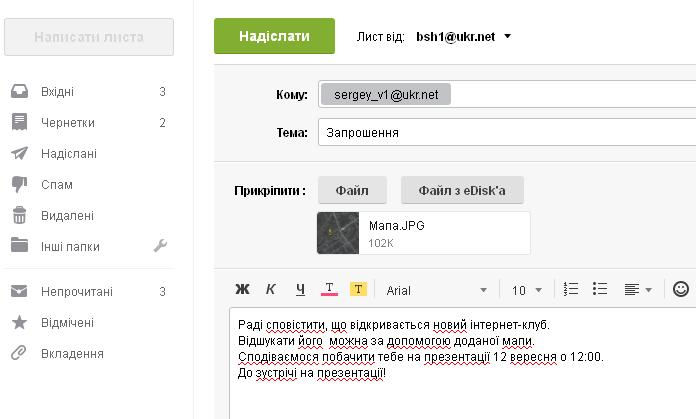 Написати листа
Надіслати
Лист від: bsh1@ukr.net
Вхідні 3
Чернетки 2
Надіслані
Спам
Видалені
Інші папки
Непрочитані 3
Відмічені
Вкладення
Кому: sergey_v1@ukr.net
Тема: Запрошення
Прикріпити: Файл Файл з eDisk'a
Мапа.JPG
102K
Ж К Ч T T Arial 10
Раді сповістити, що відкривається новий інтернет-клуб.
Відшукати його можна за допомогою доданої мапи.
Сподіваємося побачити тебе на презентації 12 вересня о 12:00.
До зустрічі на презентації!